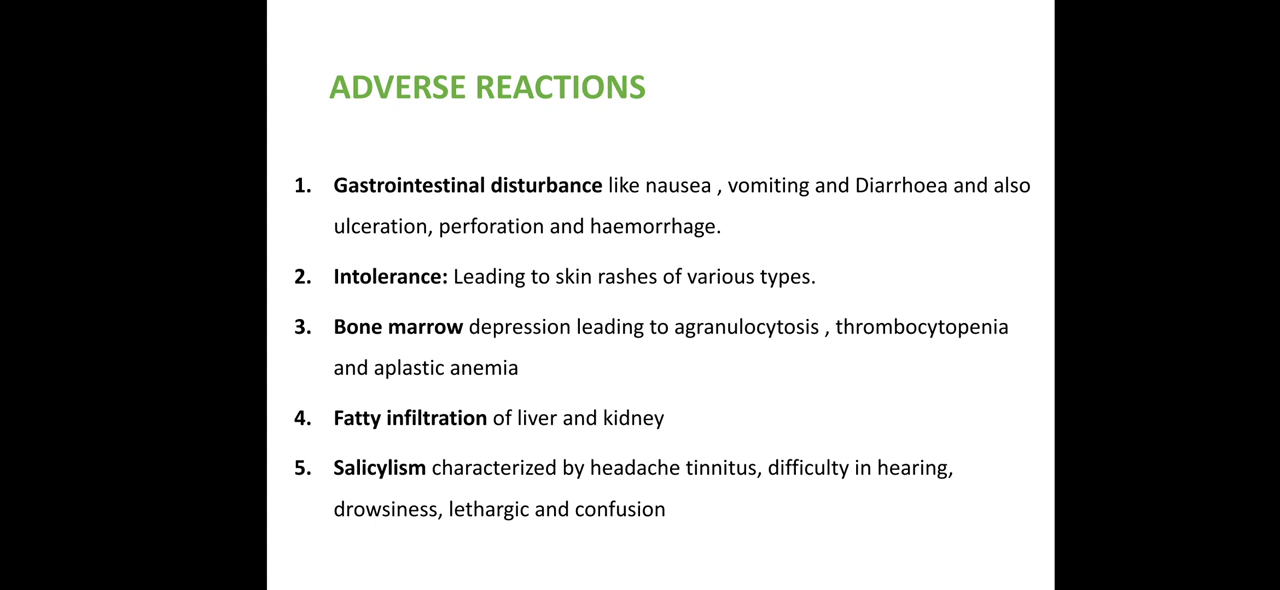 ADVERSE REACTIONS
1. Gastrointestinal disturbance like nausea , vomiting and Diarrhoea and also
ulceration, perforation and haemorrhage.
2. Intolerance: Leading to skin rashes of various types.
3. Bone marrow depression leading to agranulocytosis , thrombocytopenia
and aplastic anemia
4. Fatty infiltration of liver and kidney
5. Salicylism characterized by headache tinnitus, difficulty in hearing,
drowsiness, lethargic and confusion